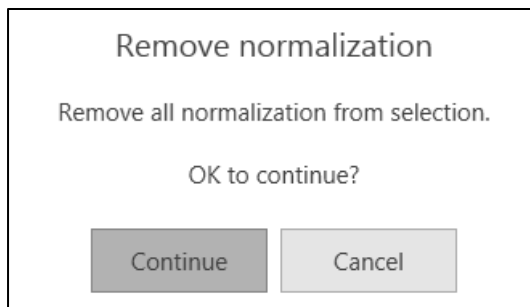 Remove normalization
Remove all normalization from selection.
OK to continue?
Continue
Cancel